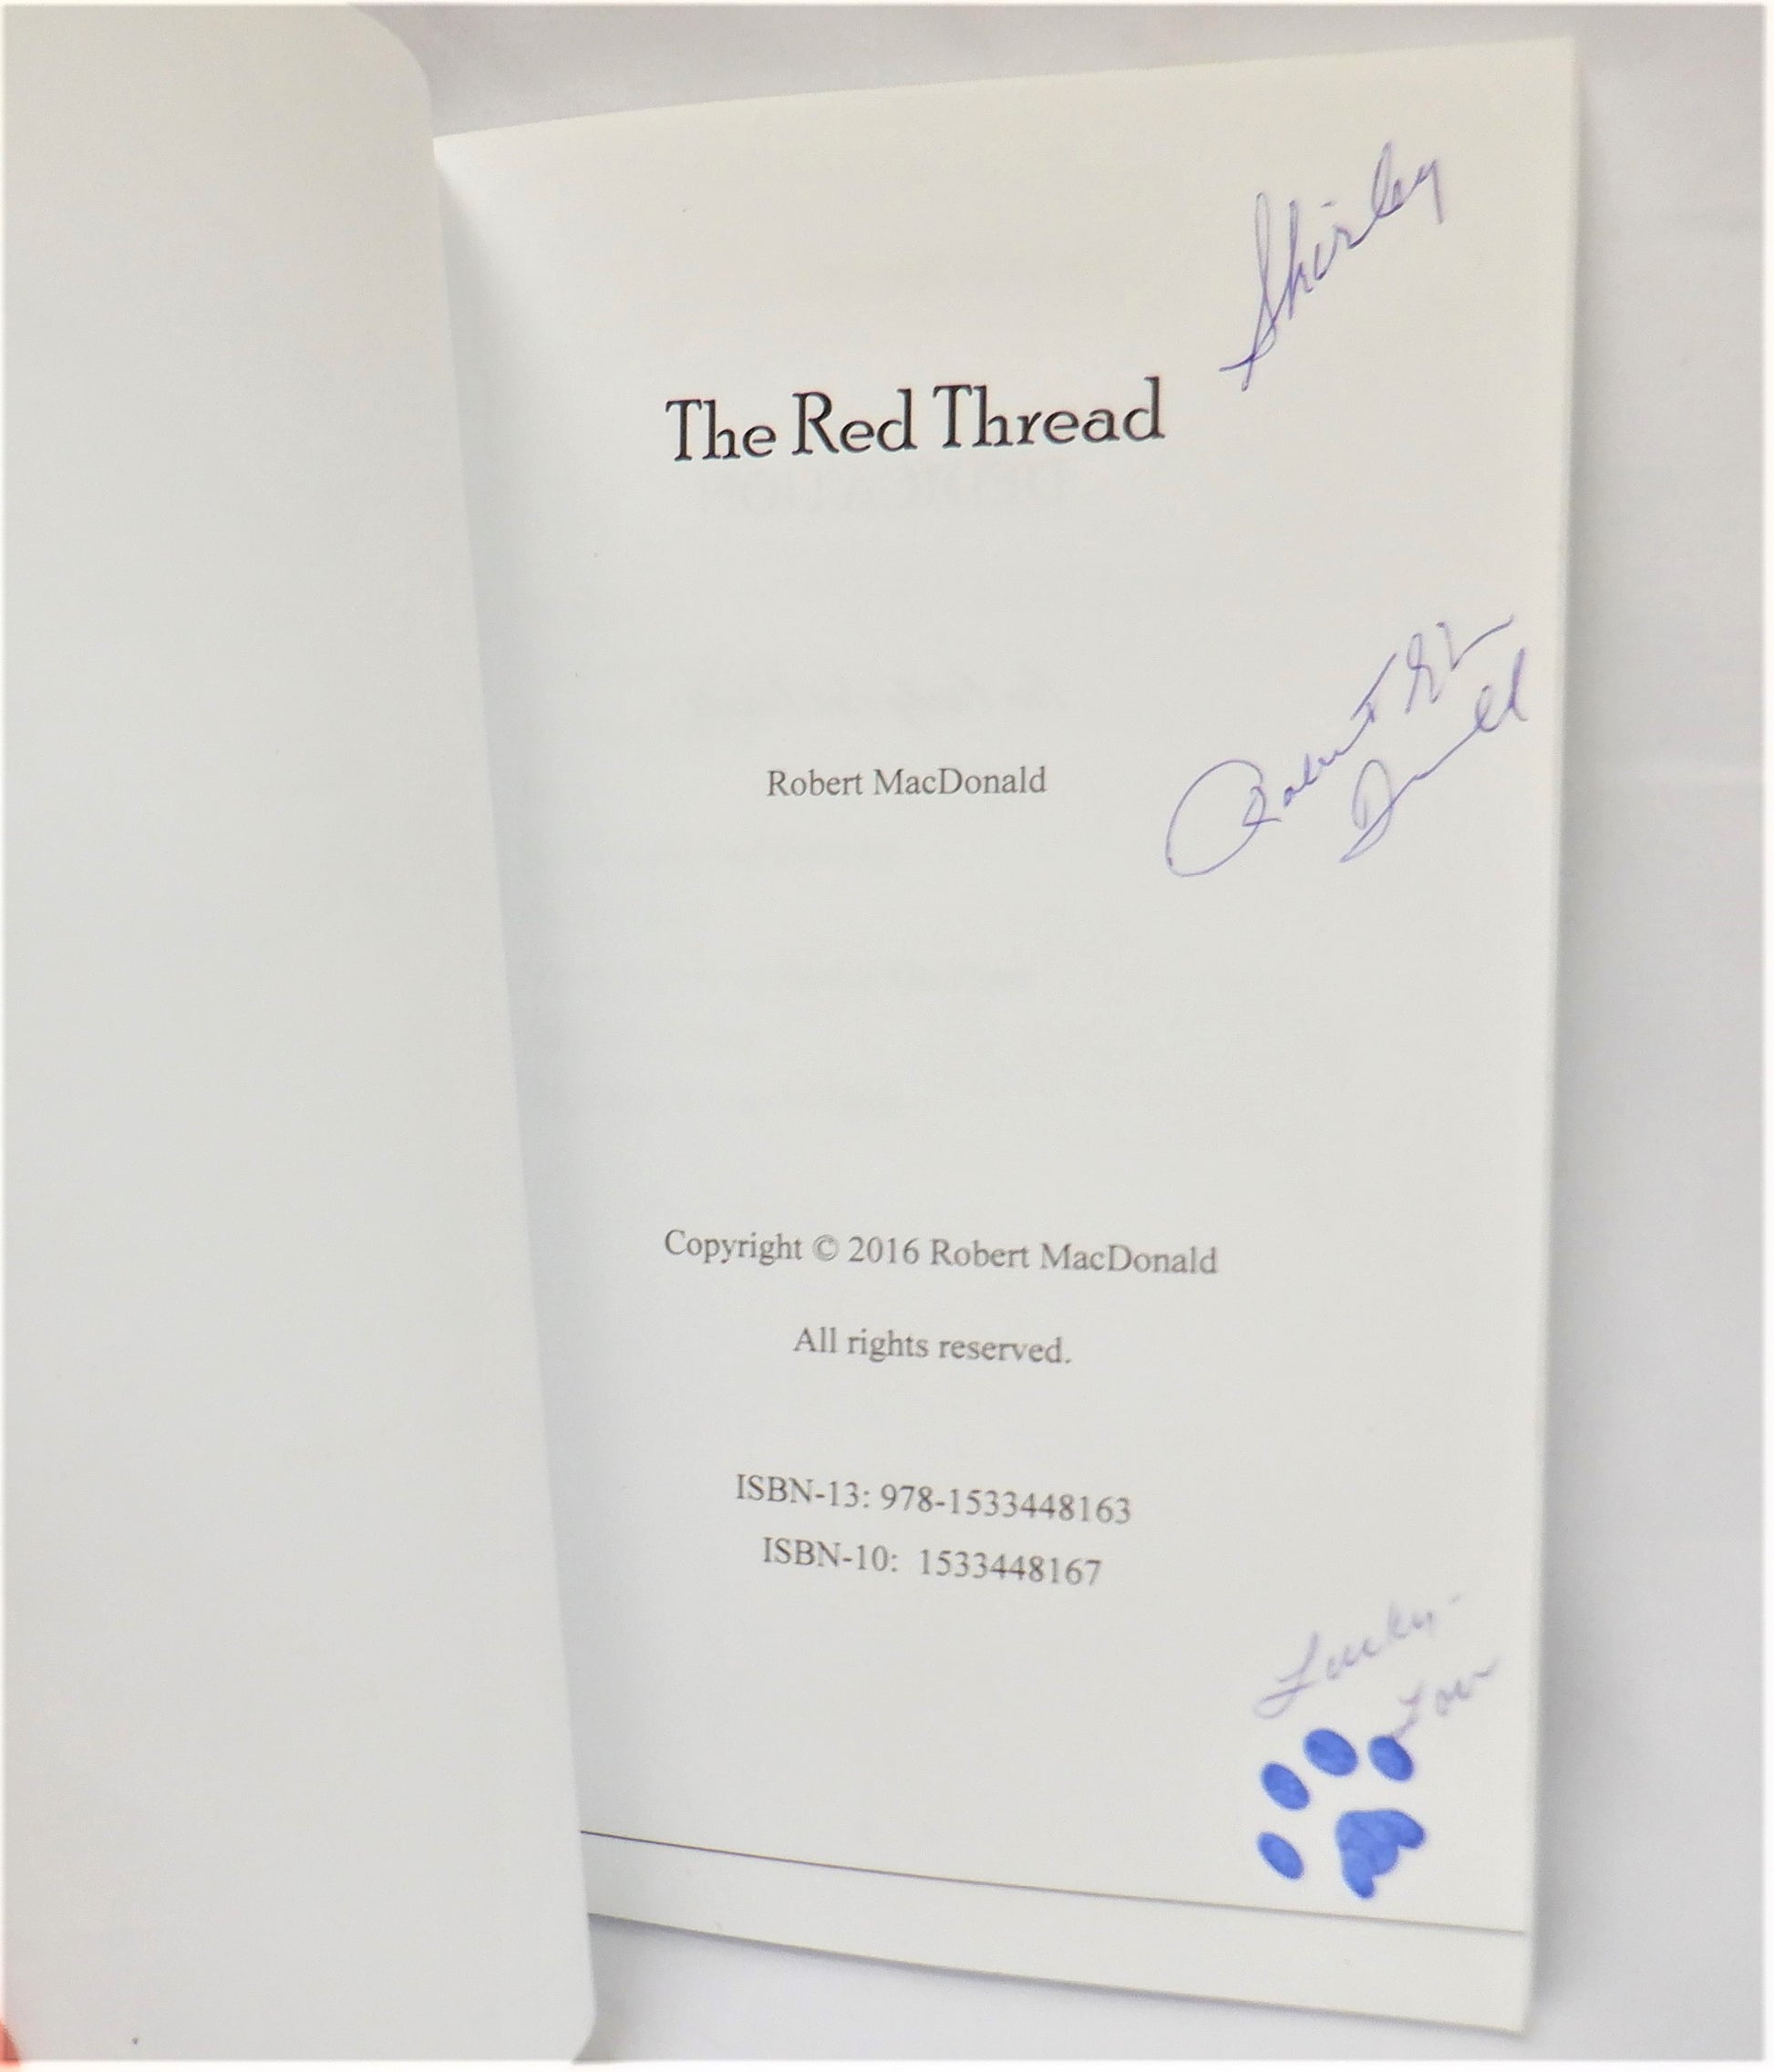 Shirley
The Red Thread
Robert
Robert MacDonald
Copyright © 2016 Robert MacDonald
All rights reserved.
ISBN-13: 978-1533448163
ISBN-10: 1533448167
Lucky